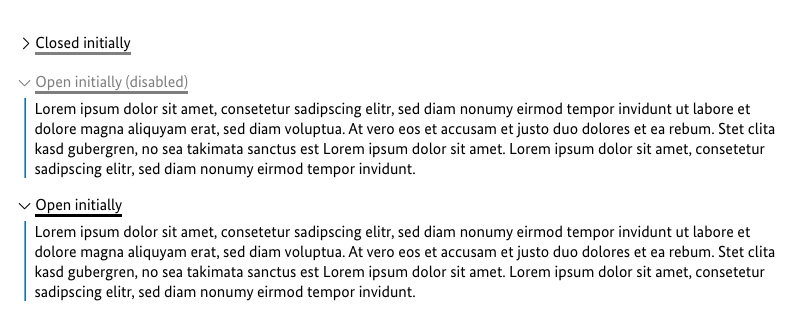 Closed initially
Open initially (disabled)
Lorem ipsum dolor sit amet, consetetur sadipscing elitr, sed diam nonumy eirmod tempor invidunt ut labore et
dolore magna aliquyam erat, sed diam voluptua. At vero eos et accusam et justo duo dolores et ea rebum. Stet clita
kasd gubergren, no sea takimata sanctus est Lorem ipsum dolor sit amet. Lorem ipsum dolor sit amet, consetetur
sadipscing elitr, sed diam nonumy eirmod tempor invidunt.
Open initially
Lorem ipsum dolor sit amet, consetetur sadipscing elitr, sed diam nonumy eirmod tempor invidunt ut labore et
dolore magna aliquyam erat, sed diam voluptua. At vero eos et accusam et justo duo dolores et ea rebum. Stet clita
kasd gubergren, no sea takimata sanctus est Lorem ipsum dolor sit amet. Lorem ipsum dolor sit amet, consetetur
sadipscing elitr, sed diam nonumy eirmod tempor invidunt.